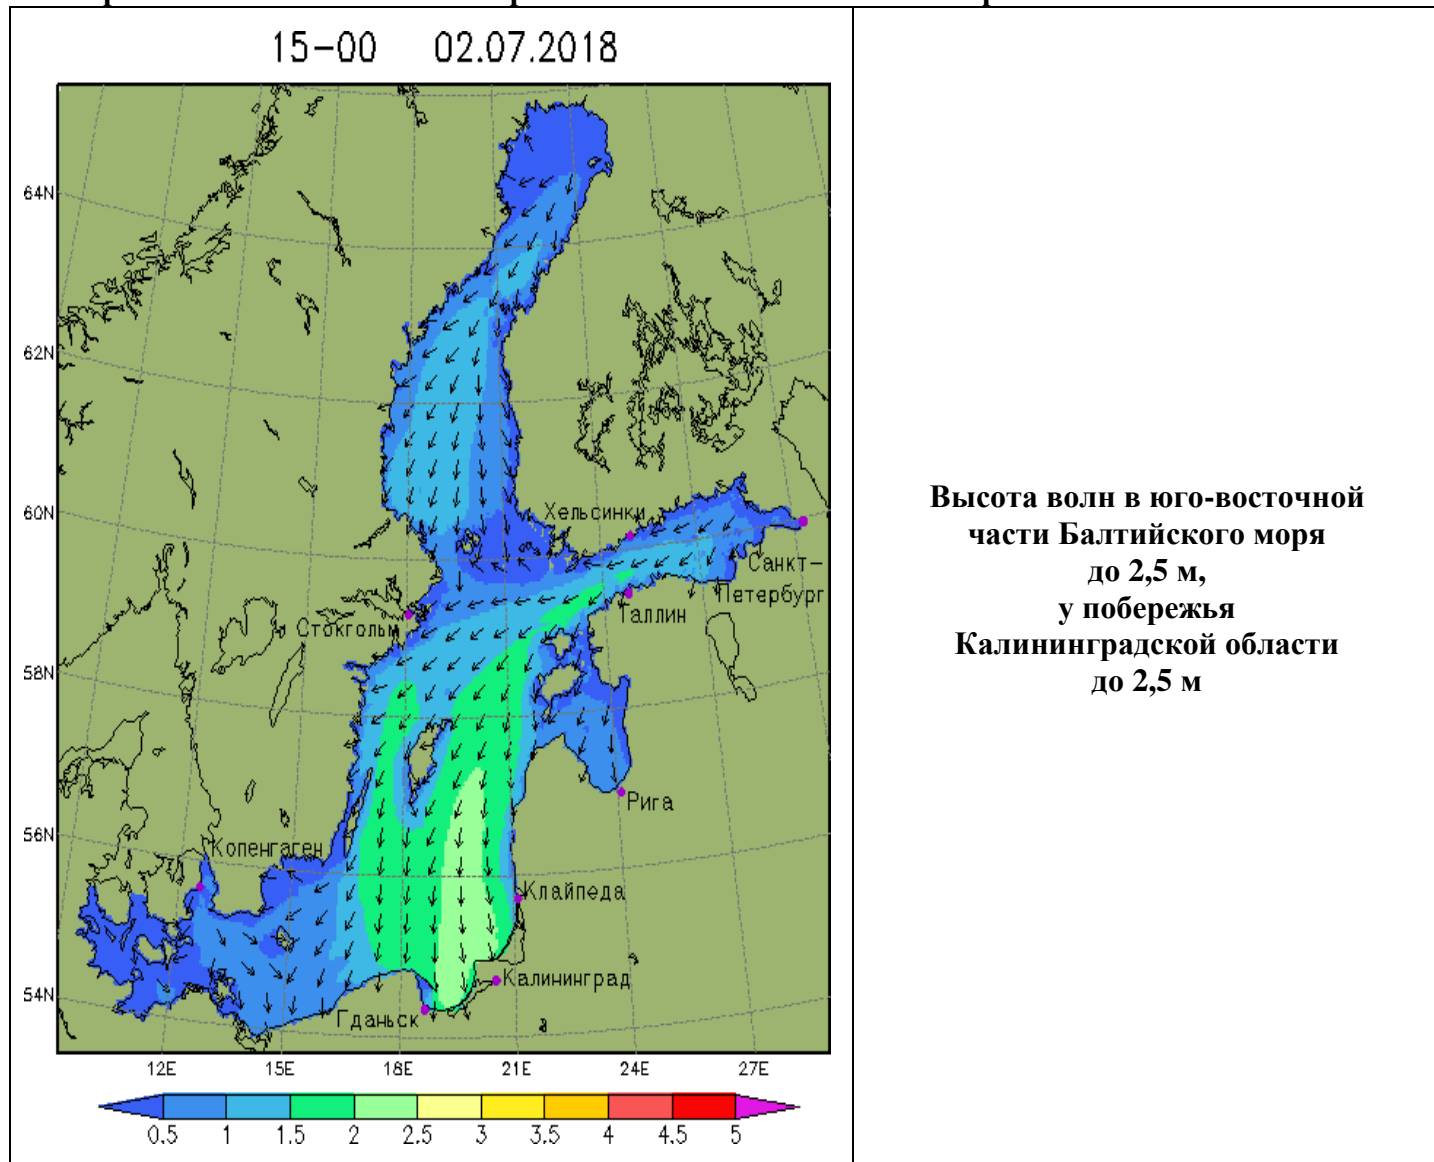 15-00 02.07.2018
64N
62N
60N
58N
56N
54N
Хельсинки
Санкт-
Петербург
Таллин
Стокгольм
Рига
Копенгаген
Клайпеда
Калининград
Гданьск
12E 15E 18E 21E 24E 27E
0.5 1 1.5 2 2.5 3 3.5 4 4.5 5
Высота волн в юго-восточной
части Балтийского моря
до 2,5 м,
у побережья
Калининградской области
до 2,5 м